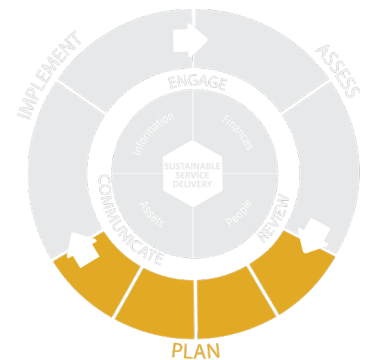 IMPLEMENT
ASSESS
ENGAGE
Information
Finances
SUSTAINABLE
SERVICE
DELIVERY
COMMUNICATE
REVIEW
Assets
People
PLAN